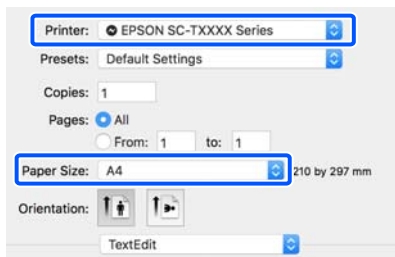 Printer: EPSON SC-TXXXX Series
Presets: Default Settings
Copies: 1
Pages: All
From: 1 to: 1
Paper Size: A4 210 by 297 mm
Orientation:
TextEdit